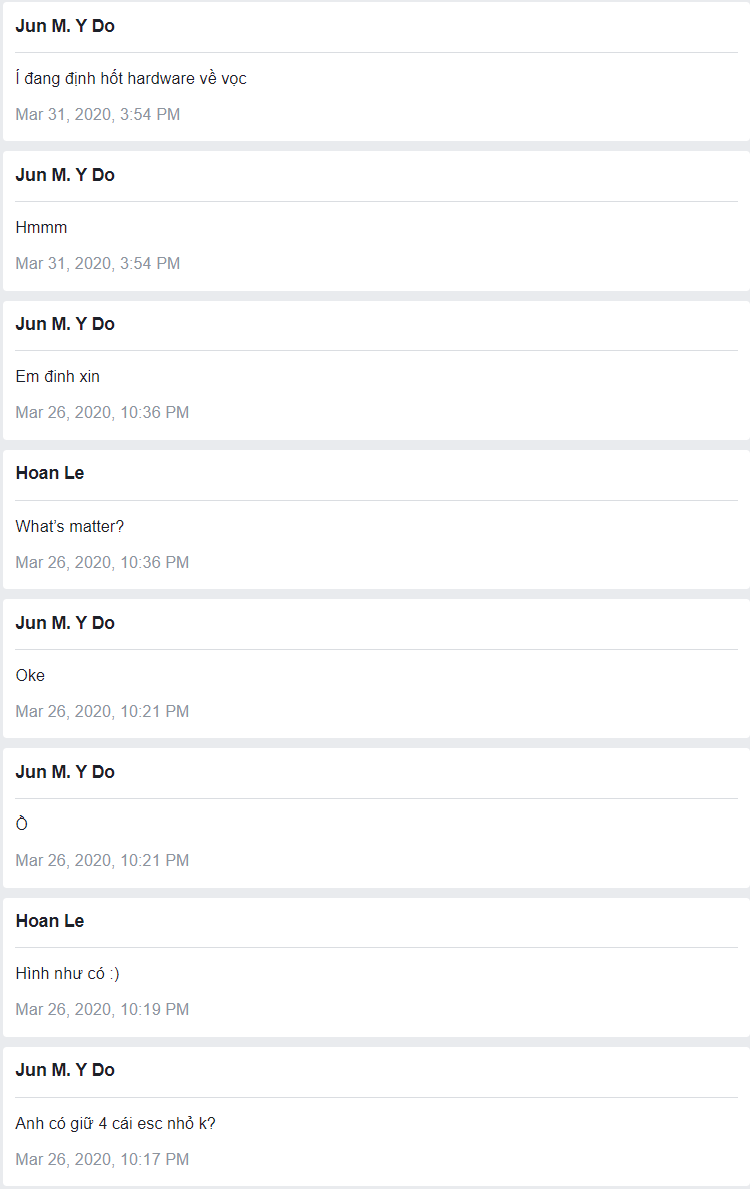 Jun M. Y Do
Í đang định hốt hardware về vọc
Mar 31, 2020, 3:54 PM
Jun M. Y Do
Hmmm
Mar 31, 2020, 3:54 PM
Jun M. Y Do
Em đinh xin
Mar 26, 2020, 10:36 PM
Hoan Le
What's matter?
Mar 26, 2020, 10:36 PM
Jun M. Y Do
Oke
Mar 26, 2020, 10:21 PM
Jun M. Y Do
Ồ
Mar 26, 2020, 10:21 PM
Hoan Le
Hình như có :)
Mar 26, 2020, 10:19 PM
Jun M. Y Do
Anh có giữ 4 cái esc nhỏ k?
Mar 26, 2020, 10:17 PM